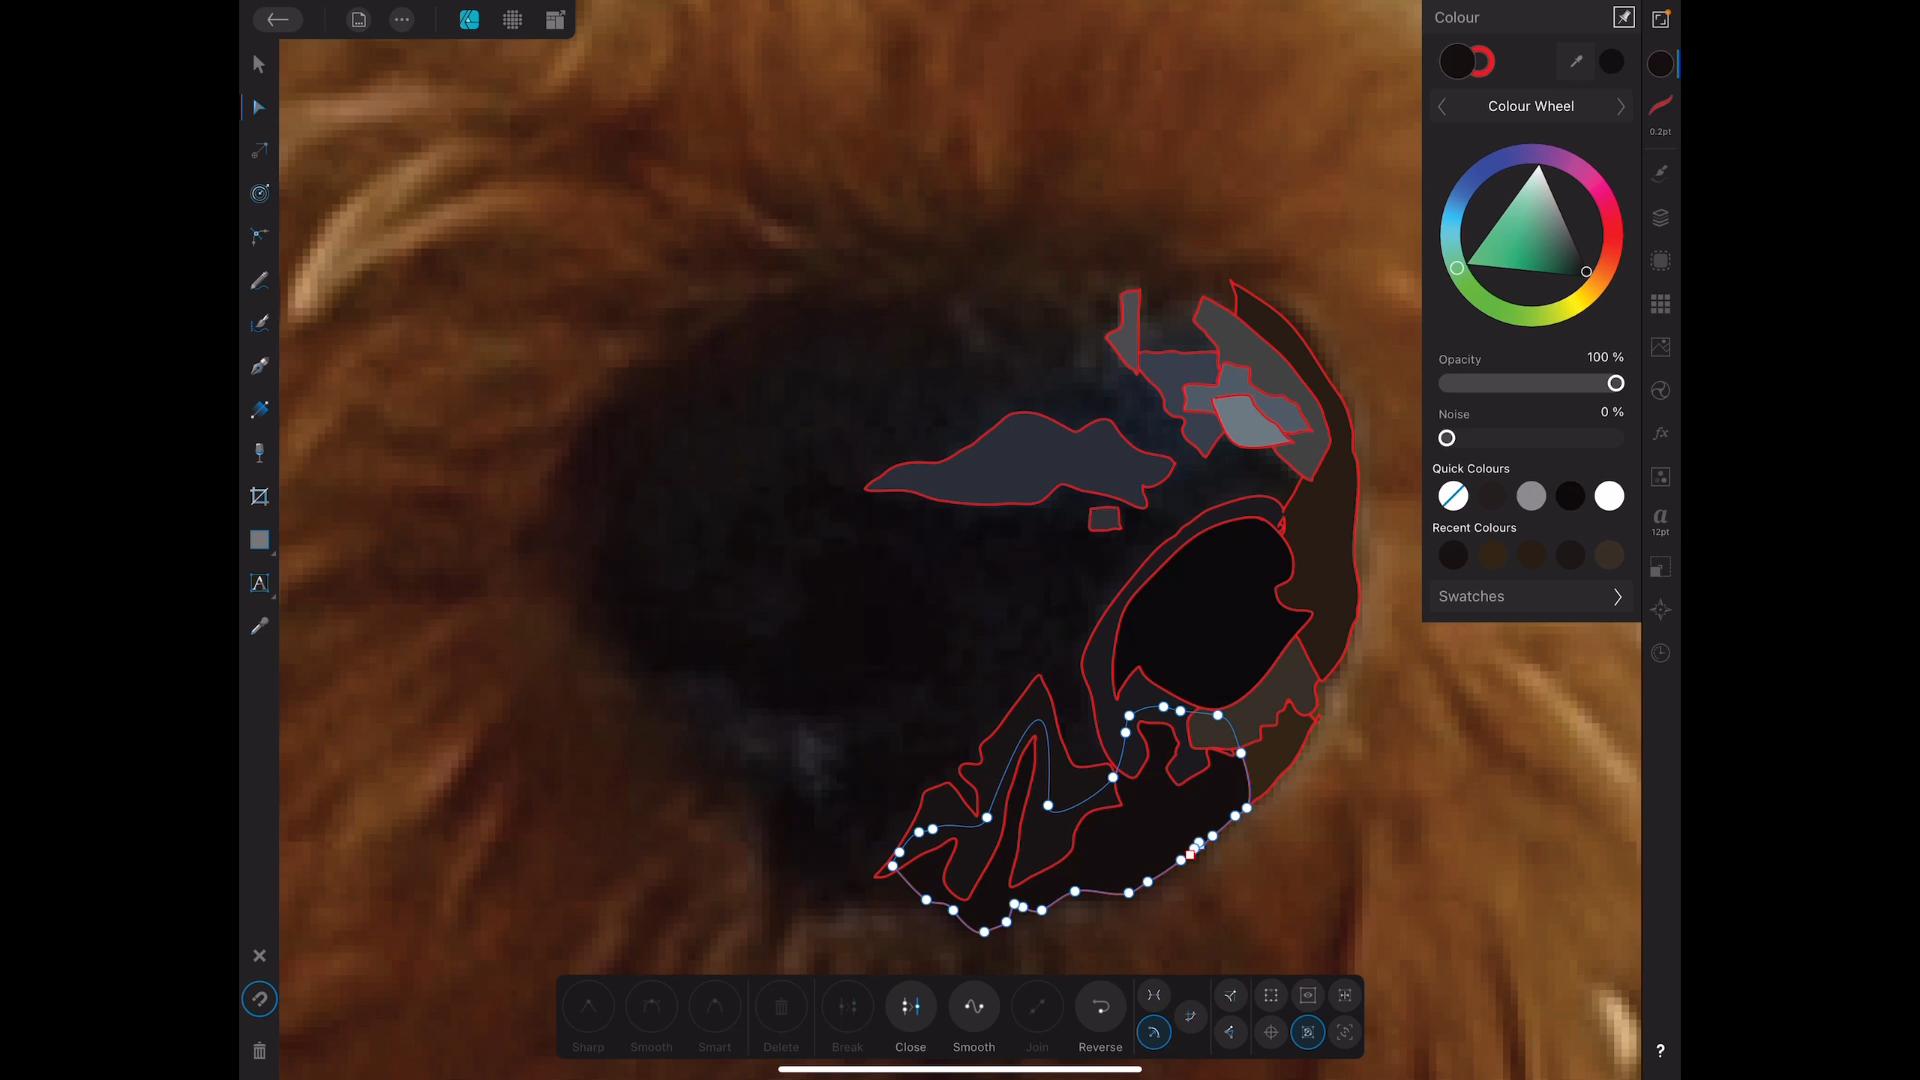 Colour
Colour Wheel
0.2pt
Opacity 100 %
Noise 0 %
Quick Colours
Recent Colours
a
12pt
Swatches
fx
A
Sharp Smooth Smart Delete Break Close Smooth Join Reverse
?